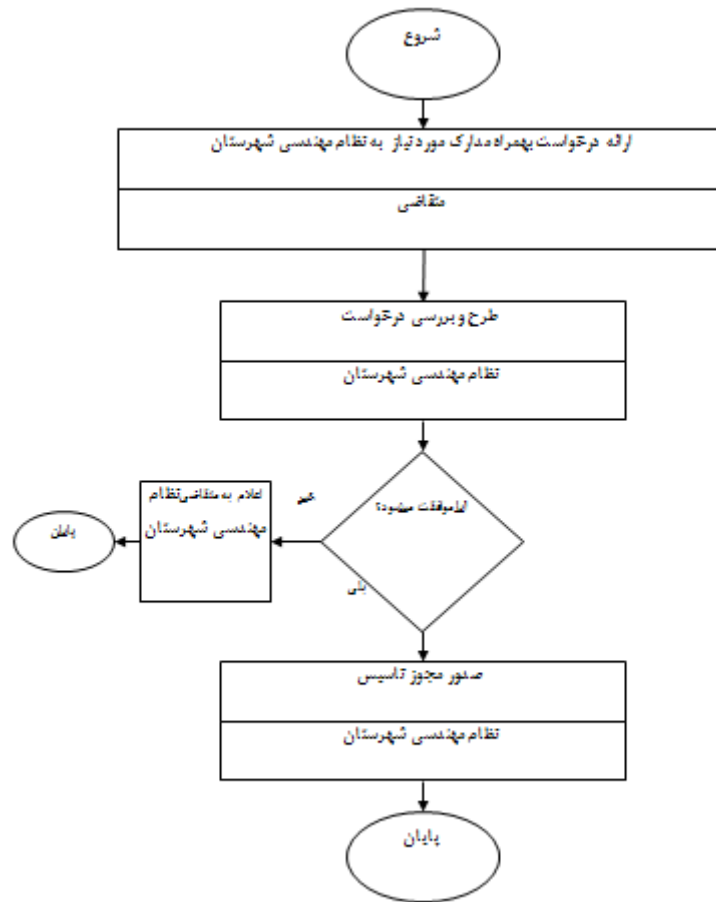 شروع
ارائه درخواست بهمراه مدارک مورد نیاز به نظام مهندسی شهرستان
متقاضی
طرح و بررسی درخواست
نظام مهندسی شهرستان
ایا موافقت میشود؟
خیر
اعلام به متقاضی نظام
مهندسی شهرستان
پایان
بلی
صدور مجوز تاسیس
نظام مهندسی شهرستان
پایان